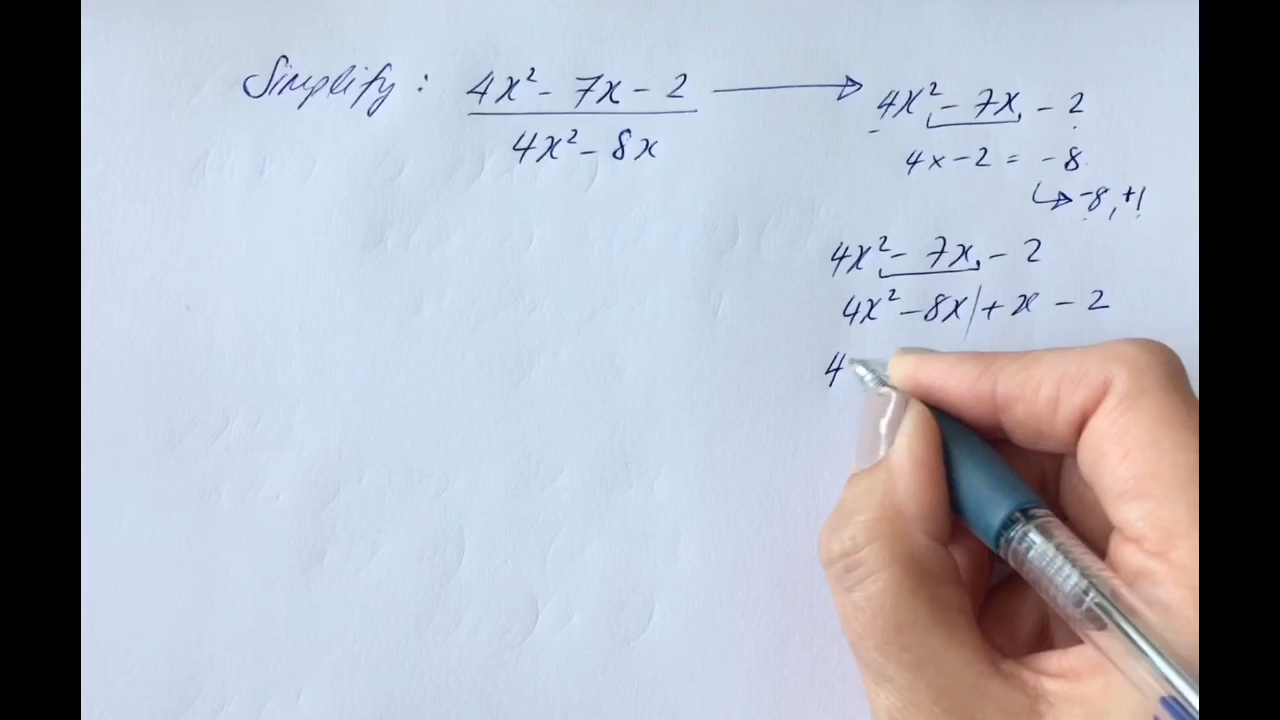 Simplify: 4x² - 7x - 2 / 4x² - 8x → 4x² - 7x - 2
4 x -2 = -8
↳ -8, +1
4x² - 7x - 2
4x² - 8x | + x - 2
4